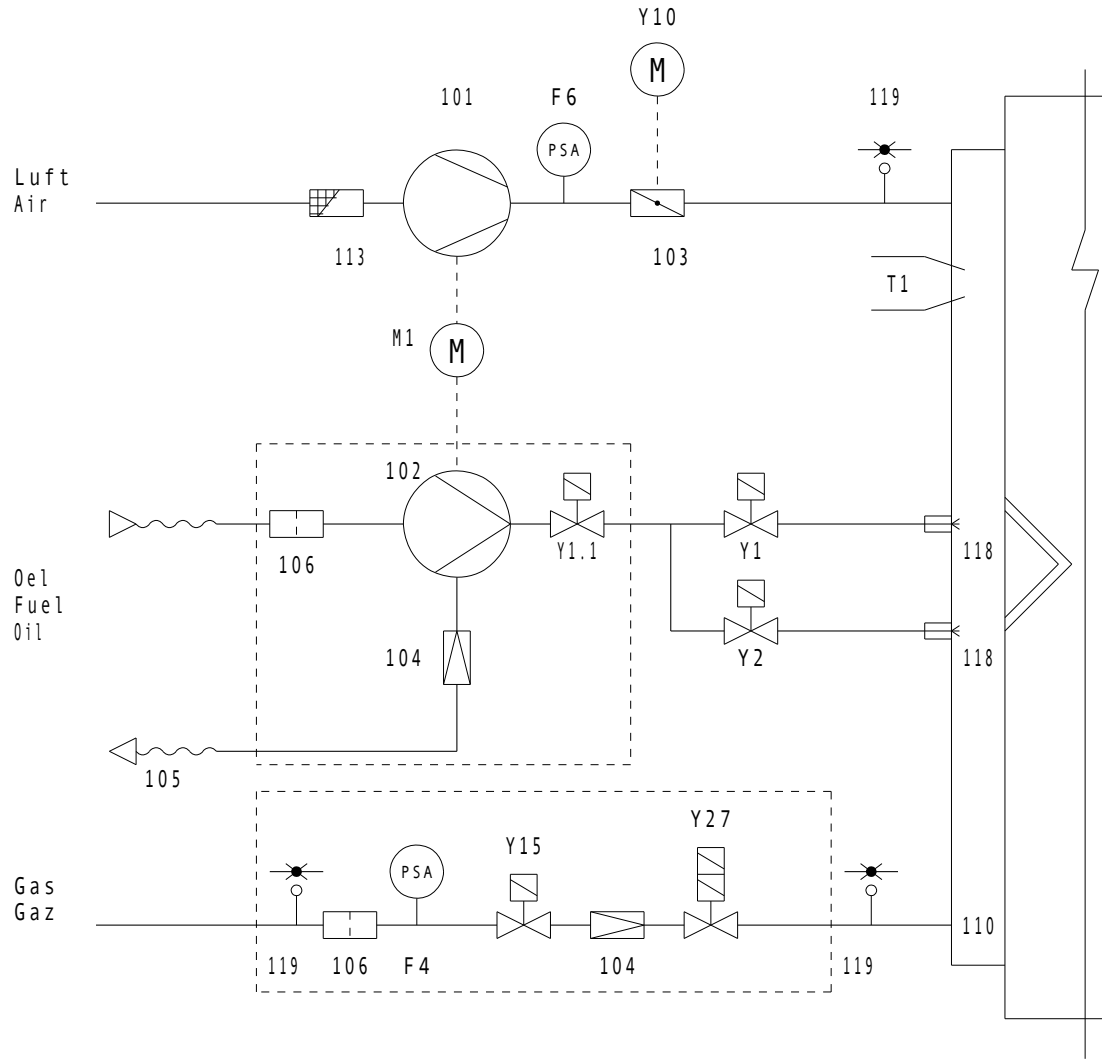 Y10
M
101
F6
119
PSA
Luft
Air
113
103
T1
M1
M
102
106
Y1.1
Y1
118
Oel
Fuel
Oil
104
Y2
118
105
Y27
Y15
PSA
Gas
Gaz
110
119
106
F4
104
119